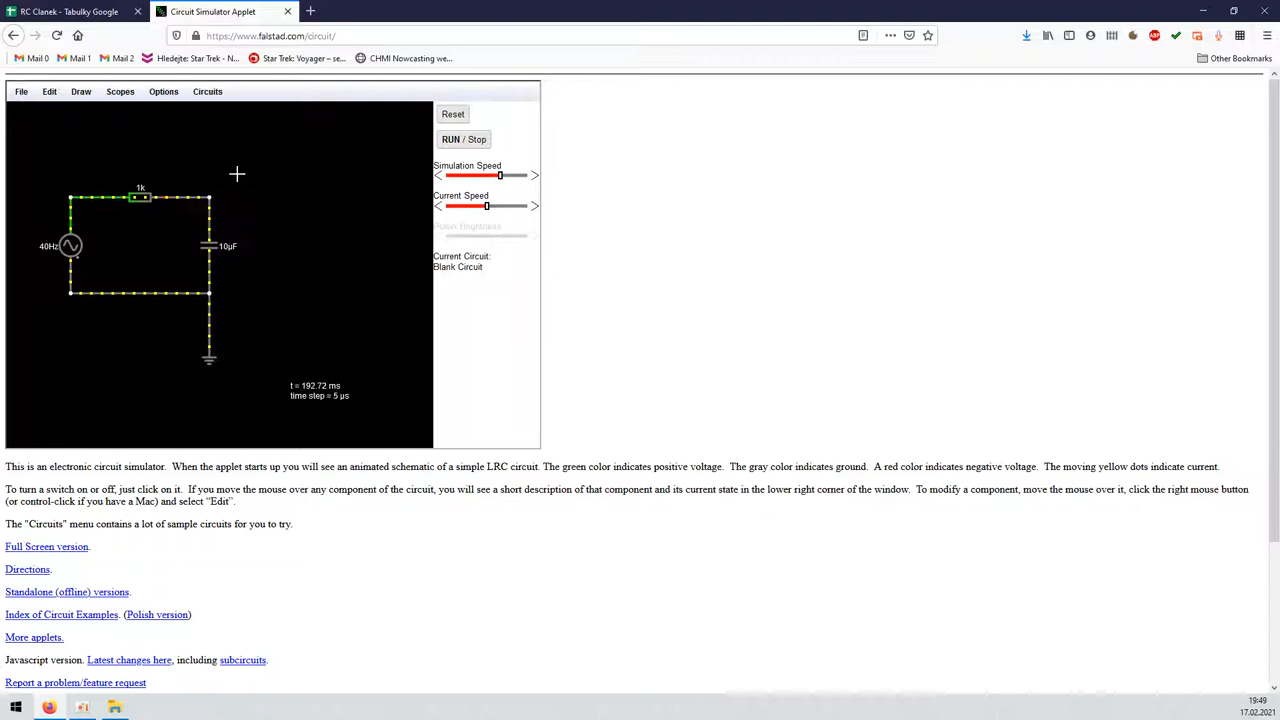 RC Clanek - Tabulky Google
Circuit Simulator Applet
https://www.falstad.com/circuit/
Mail 0 Mail 1 Mail 2 Hledejte: Star Trek - N... Star Trek: Voyager – se... CHMI Nowcasting we... Other Bookmarks
File Edit Draw Scopes Options Circuits
Reset
RUN / Stop
Simulation Speed
Current Speed
Power Brightness
Current Circuit:
Blank Circuit
1k
40Hz
10µF
t = 192.72 ms
time step = 5 µs
This is an electronic circuit simulator.  When the applet starts up you will see an animated schematic of a simple LRC circuit. The green color indicates positive voltage.  The gray color indicates ground.  A red color indicates negative voltage.  The moving yellow dots indicate current.
To turn a switch on or off, just click on it.  If you move the mouse over any component of the circuit, you will see a short description of that component and its current state in the lower right corner of the window.  To modify a component, move the mouse over it, click the right mouse button
(or control-click if you have a Mac) and select “Edit”.
The "Circuits" menu contains a lot of sample circuits for you to try.
Full Screen version.
Directions.
Standalone (offline) versions.
Index of Circuit Examples. (Polish version)
More applets.
Javascript version. Latest changes here, including subcircuits.
Report a problem/feature request
19:49
17.02.2021